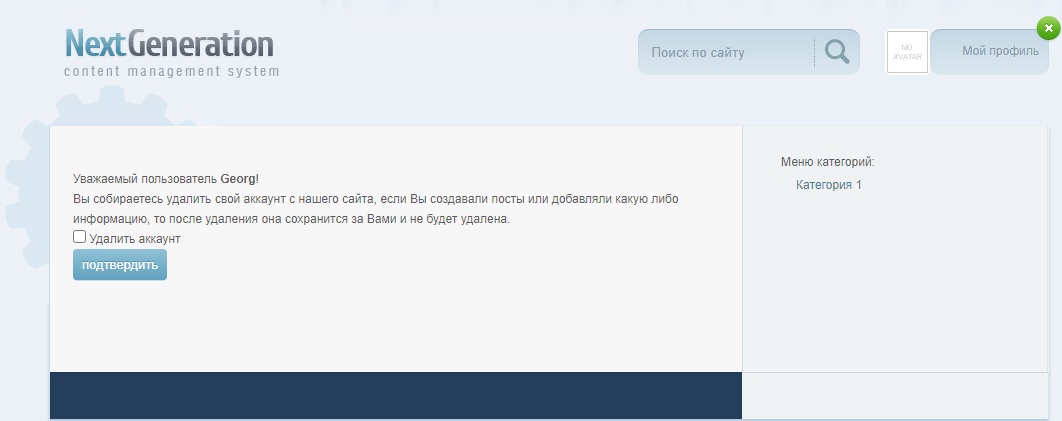 NextGeneration
content management system
Поиск по сайту
NO
AVATAR
Мой профиль
Уважаемый пользователь Georg!
Вы собираетесь удалить свой аккаунт с нашего сайта, если Вы создавали посты или добавляли какую либо
информацию, то после удаления она сохранится за Вами и не будет удалена.
Удалить аккаунт
подтвердить
Меню категорий:
Категория 1